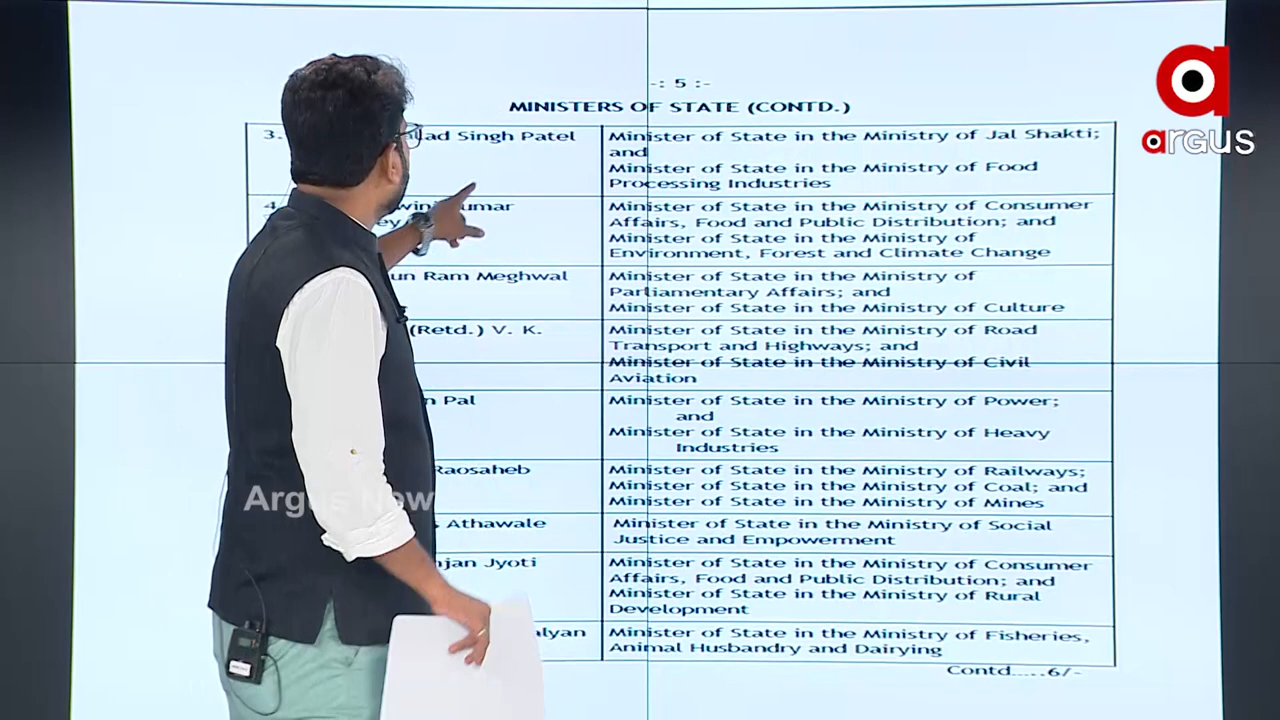 -: 5 :-
MINISTERS OF STATE (CONTD.)
3.
Singh Patel
Minister of State in the Ministry of Jal Shakti;
and
Minister of State in the Ministry of Food
Processing Industries
4.
Kumar
Minister of State in the Ministry of Consumer
Affairs, Food and Public Distribution; and
Minister of State in the Ministry of
Environment, Forest and Climate Change
Ram Meghwal
Minister of State in the Ministry of
Parliamentary Affairs; and
Minister of State in the Ministry of Culture
(Retd.) V. K.
Minister of State in the Ministry of Road
Transport and Highways; and
Minister of State in the Ministry of Civil
Aviation
Pal
Minister of State in the Ministry of Power;
and
Minister of State in the Ministry of Heavy
Industries
Raosaheb
Minister of State in the Ministry of Railways;
Minister of State in the Ministry of Coal; and
Minister of State in the Ministry of Mines
Athawale
Minister of State in the Ministry of Social
Justice and Empowerment
Jyoti
Minister of State in the Ministry of Consumer
Affairs, Food and Public Distribution; and
Minister of State in the Ministry of Rural
Development
Minister of State in the Ministry of Fisheries,
Animal Husbandry and Dairying
Contd.....6/-
a
argus
Argus New